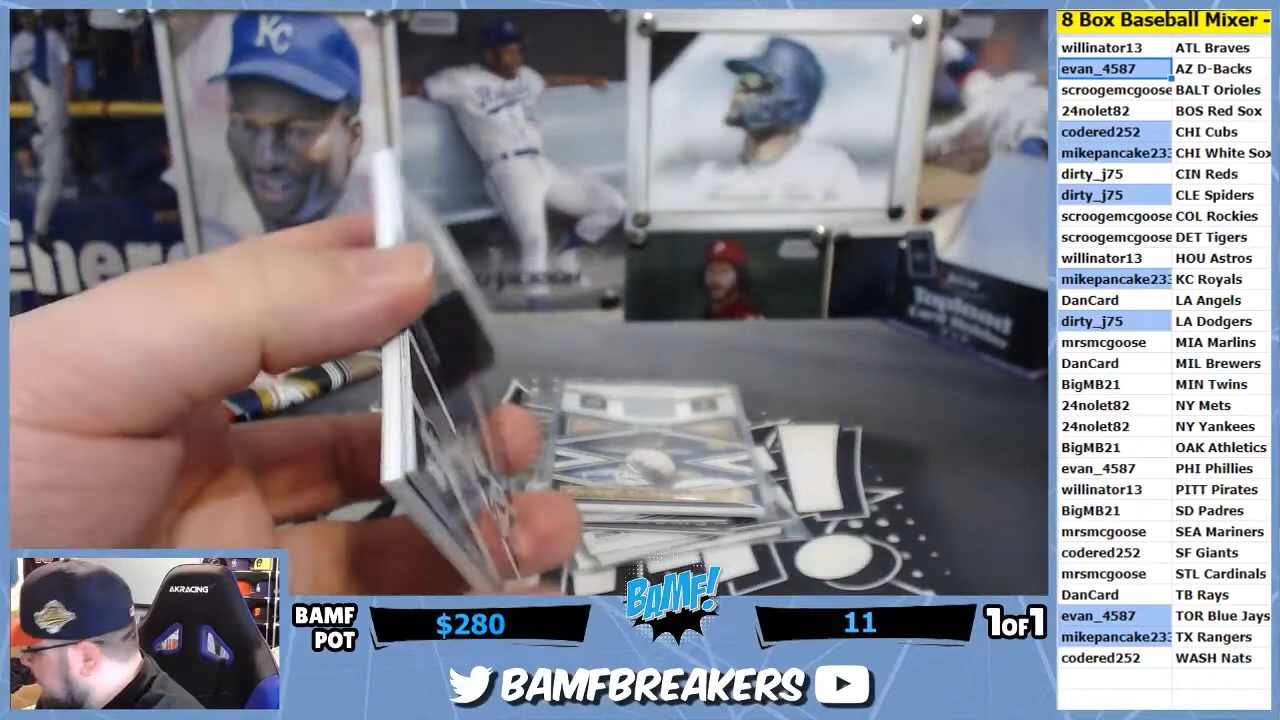 8 Box Baseball Mixer -
willinator13 ATL Braves
evan_4587 AZ D-Backs
scroogemcgoose BALT Orioles
24nolet82 BOS Red Sox
codered252 CHI Cubs
mikepancake233 CHI White Sox
dirty_j75 CIN Reds
dirty_j75 CLE Spiders
scroogemcgoose COL Rockies
scroogemcgoose DET Tigers
willinator13 HOU Astros
mikepancake233 KC Royals
DanCard LA Angels
dirty_j75 LA Dodgers
mrsmcgoose MIA Marlins
DanCard MIL Brewers
BigMB21 MIN Twins
24nolet82 NY Mets
24nolet82 NY Yankees
BigMB21 OAK Athletics
evan_4587 PHI Phillies
willinator13 PITT Pirates
BigMB21 SD Padres
mrsmcgoose SEA Mariners
codered252 SF Giants
mrsmcgoose STL Cardinals
DanCard TB Rays
evan_4587 TOR Blue Jays
mikepancake233 TX Rangers
codered252 WASH Nats
KC
Topload
Card Holder
AKRACING
BAMF
POT
$280
BAMF!
11
1OF1
BAMFBREAKERS